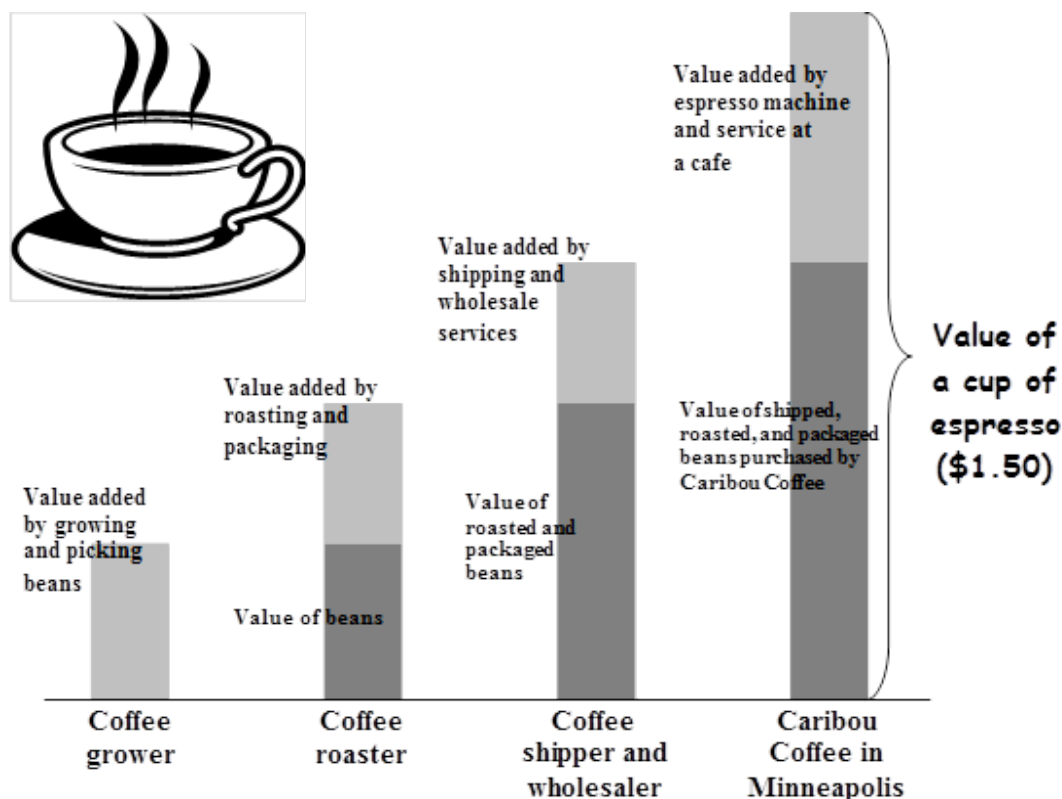 Value added by
espresso machine
and service at
a cafe
Value added by
shipping and
wholesale
services
Value of
a cup of
espresso
($1.50)
Value added by
roasting and
packaging
Value of shipped,
roasted, and packaged
beans purchased by
Caribou Coffee
Value added
by growing
and picking
beans
Value of
roasted and
packaged
beans
Value of beans
Coffee
grower
Coffee
roaster
Coffee
shipper and
wholesaler
Caribou
Coffee in
Minneapolis